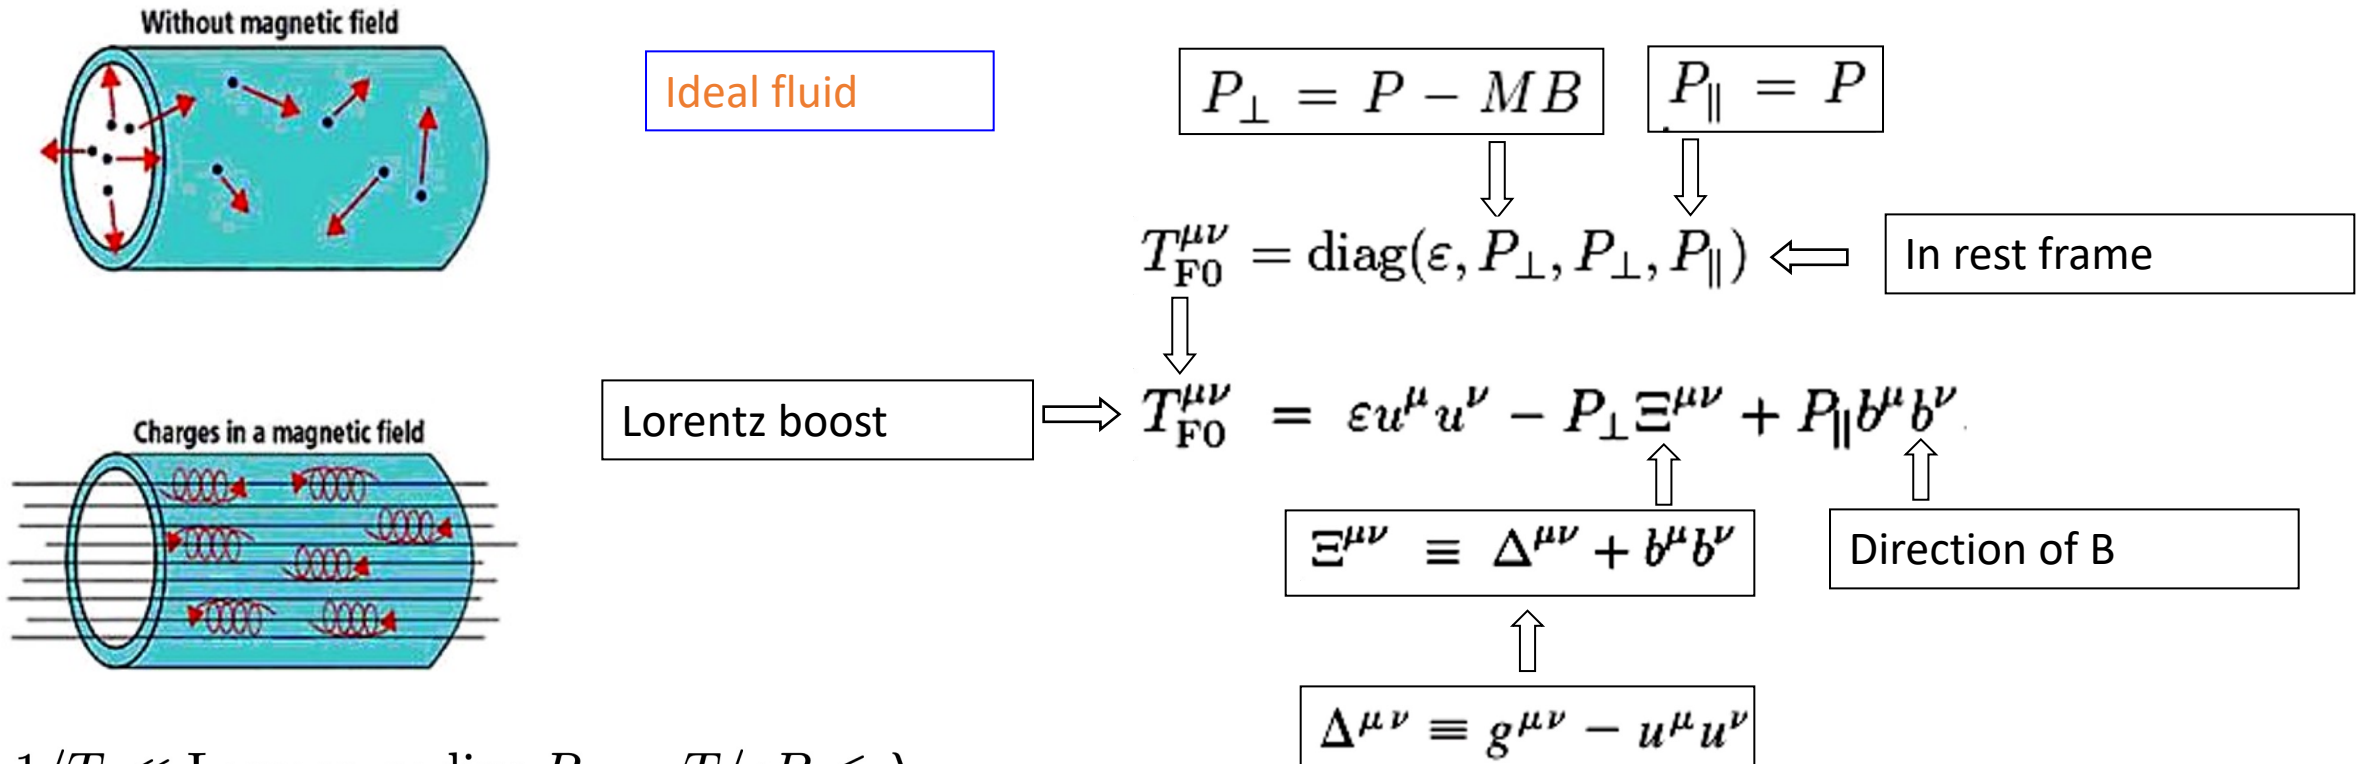 Without magnetic field
Ideal fluid
P⊥ = P − MB
P∥ = P
T^{μν}_{F0} = diag(ε, P⊥, P⊥, P∥)
In rest frame
Lorentz boost
T^{μν}_{F0} = εu^μu^ν − P⊥Ξ^{μν} + P∥b^μb^ν
Charges in a magnetic field
Ξ^{μν} ≡ Δ^{μν} + b^μb^ν
Direction of B
Δ^{μν} ≡ g^{μν} − u^μu^ν